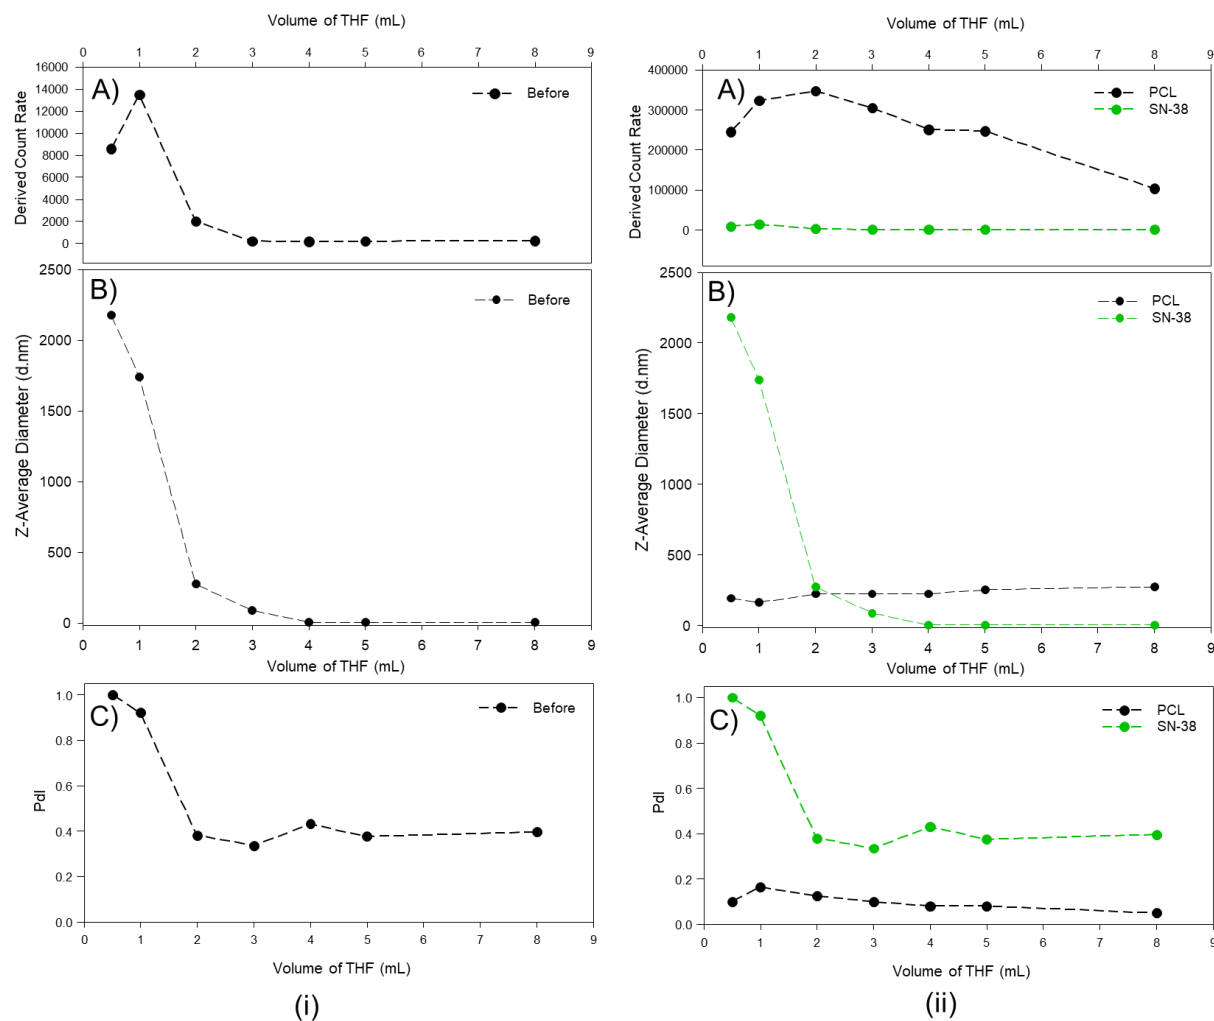 Volume of THF (mL)
0 1 2 3 4 5 6 7 8 9
16000
14000
12000
10000
8000
6000
4000
2000
0
Derived Count Rate
A)
Before
2500
2000
1500
1000
500
0
Z-Average Diameter (d.nm)
B)
Before
0 1 2 3 4 5 6 7 8 9
Volume of THF (mL)
1.0
0.8
0.6
0.4
0.2
0.0
PdI
C)
Before
0 1 2 3 4 5 6 7 8 9
Volume of THF (mL)
(i)
Volume of THF (mL)
0 1 2 3 4 5 6 7 8 9
400000
300000
200000
100000
0
Derived Count Rate
A)
PCL
SN-38
2500
2000
1500
1000
500
0
Z-Average Diameter (d.nm)
B)
PCL
SN-38
0 1 2 3 4 5 6 7 8 9
Volume of THF (mL)
1.0
0.8
0.6
0.4
0.2
0.0
PdI
C)
PCL
SN-38
0 1 2 3 4 5 6 7 8 9
Volume of THF (mL)
(ii)